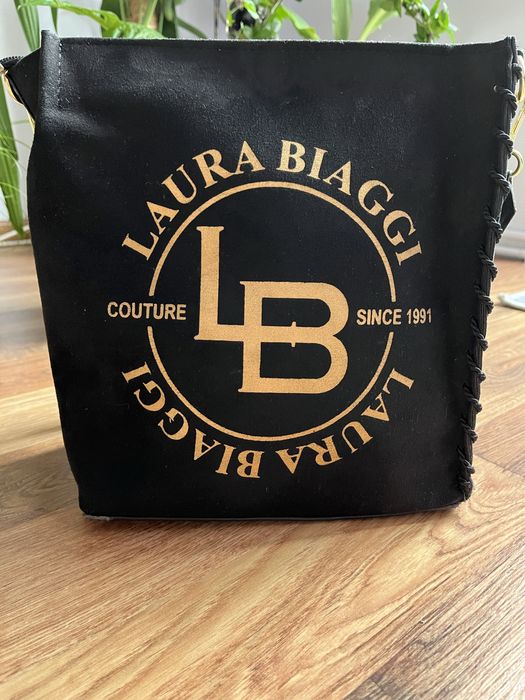 LAURA BIAGGI
COUTURE
LB
SINCE 1991
LAURA BIAGGI